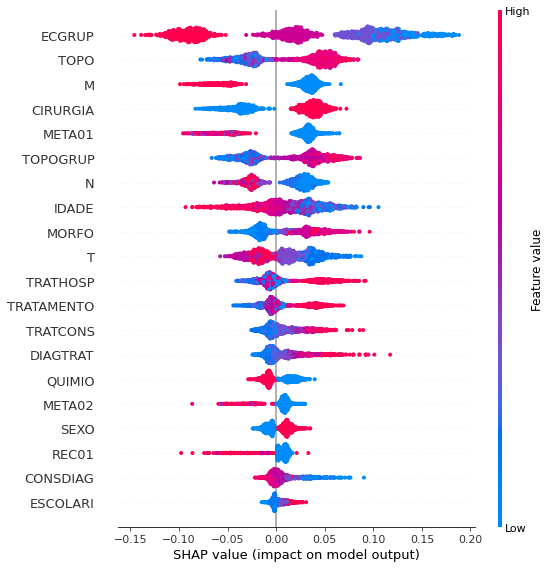 High
ECGRUP
TOPO
M
CIRURGIA
META01
TOPOGRUP
N
IDADE
MORFO
T
TRATHOSP
TRATAMENTO
TRATCONS
DIAGTRAT
QUIMIO
META02
SEXO
REC01
CONSDIAG
ESCOLARI
Feature value
Low
−0.15 −0.10 −0.05 0.00 0.05 0.10 0.15 0.20
SHAP value (impact on model output)